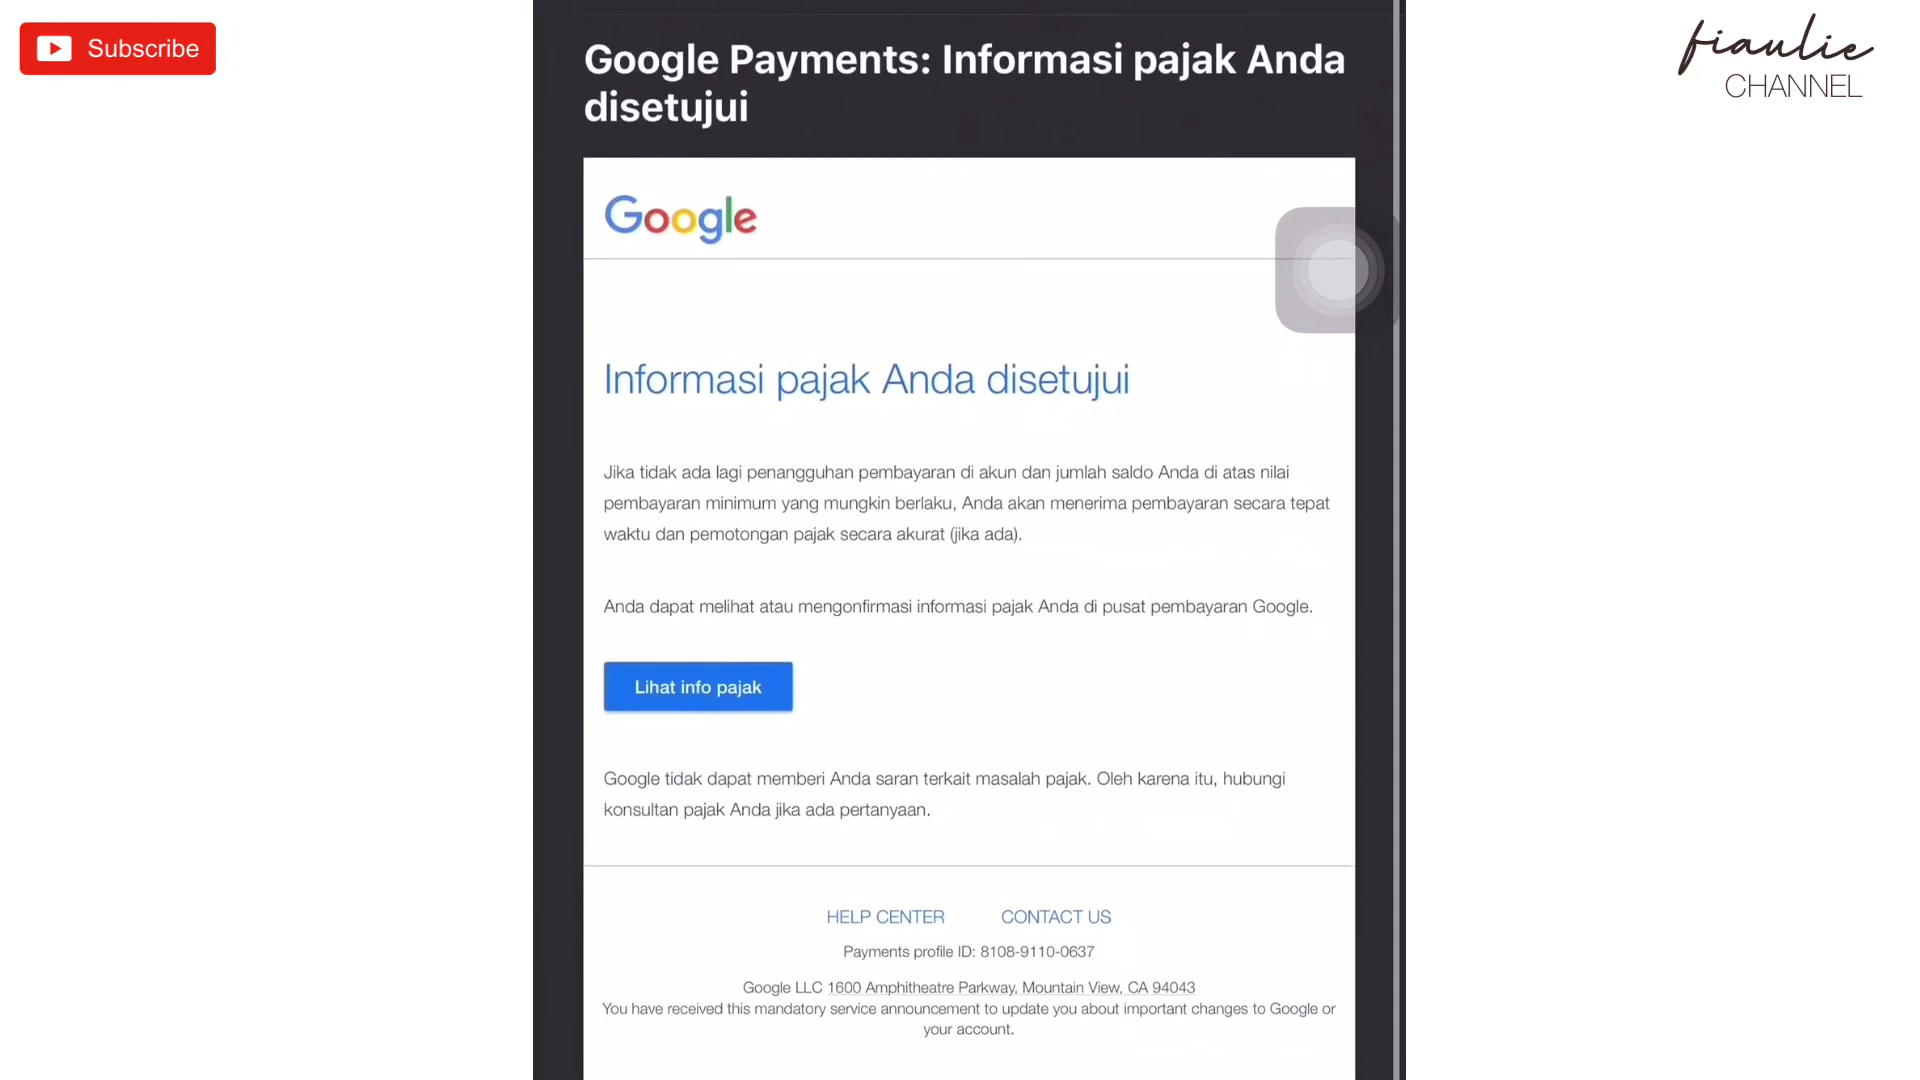 Subscribe
fiaulie
CHANNEL
Google Payments: Informasi pajak Anda
disetujui
Google
Informasi pajak Anda disetujui
Jika tidak ada lagi penangguhan pembayaran di akun dan jumlah saldo Anda di atas nilai
pembayaran minimum yang mungkin berlaku, Anda akan menerima pembayaran secara tepat
waktu dan pemotongan pajak secara akurat (jika ada).
Anda dapat melihat atau mengonfirmasi informasi pajak Anda di pusat pembayaran Google.
Lihat info pajak
Google tidak dapat memberi Anda saran terkait masalah pajak. Oleh karena itu, hubungi
konsultan pajak Anda jika ada pertanyaan.
HELP CENTER CONTACT US
Payments profile ID: 8108-9110-0637
Google LLC 1600 Amphitheatre Parkway, Mountain View, CA 94043
You have received this mandatory service announcement to update you about important changes to Google or
your account.